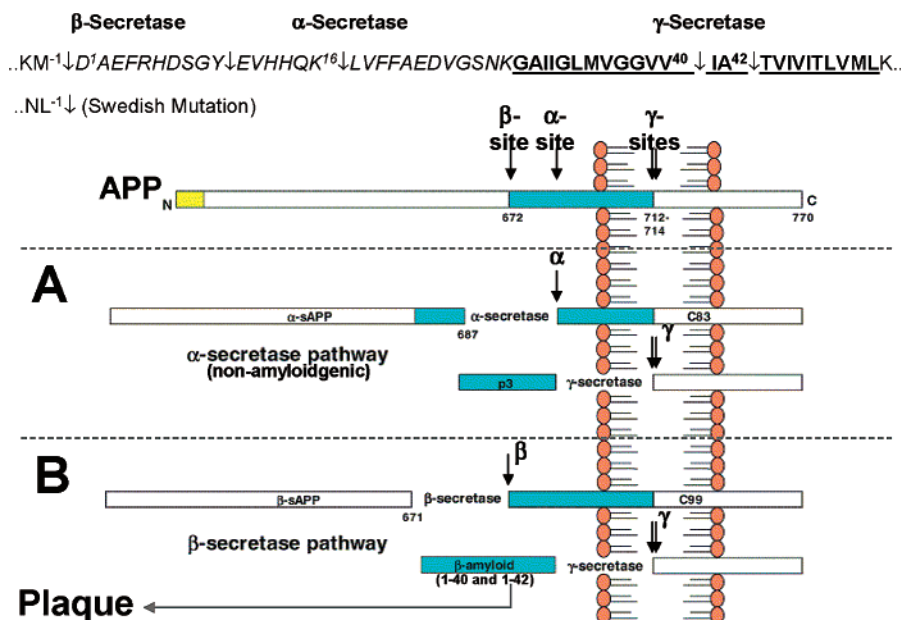 β-Secretase α-Secretase γ-Secretase
..KM⁻¹↓D¹AEFRHDSGY↓EVHHQK¹⁶↓LVFFAEDVGSNKGAIIGLMVGGVV⁴⁰ ↓ IA⁴²↓TVIVITLVMLK..
..NL⁻¹↓ (Swedish Mutation)
β- α- γ-
site site sites
APP N C
672 712- 770
714
A α
α-sAPP α-secretase C83
687 γ
α-secretase pathway
(non-amyloidgenic)
p3 γ-secretase
B β
β-sAPP β-secretase C99
671 γ
β-secretase pathway
β-amyloid γ-secretase
(1-40 and 1-42)
Plaque